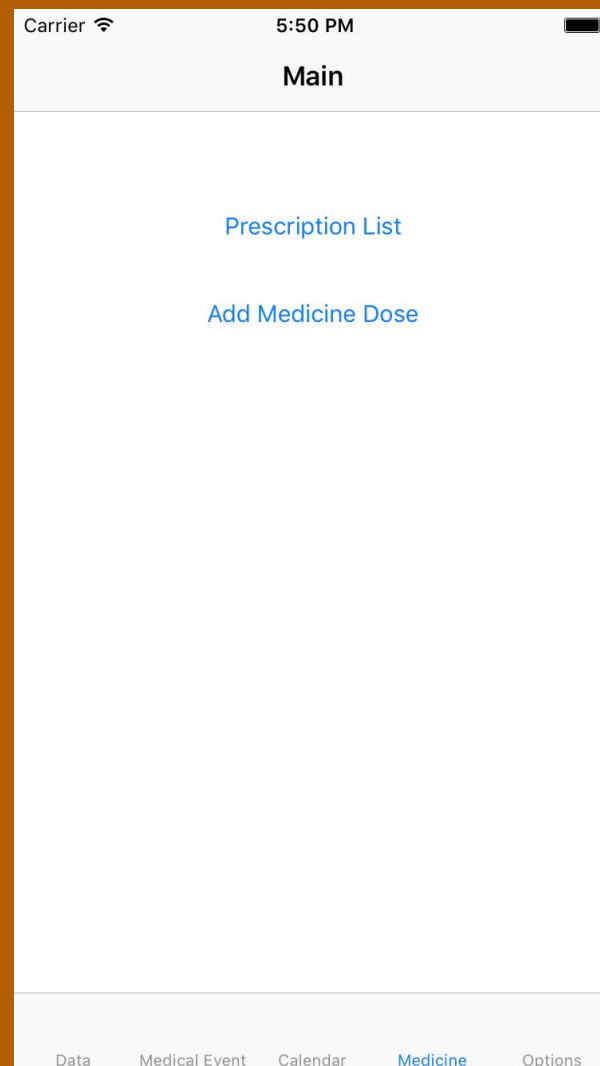 Carrier 5:50 PM
Main
Prescription List
Add Medicine Dose
Data Medical Event Calendar Medicine Options